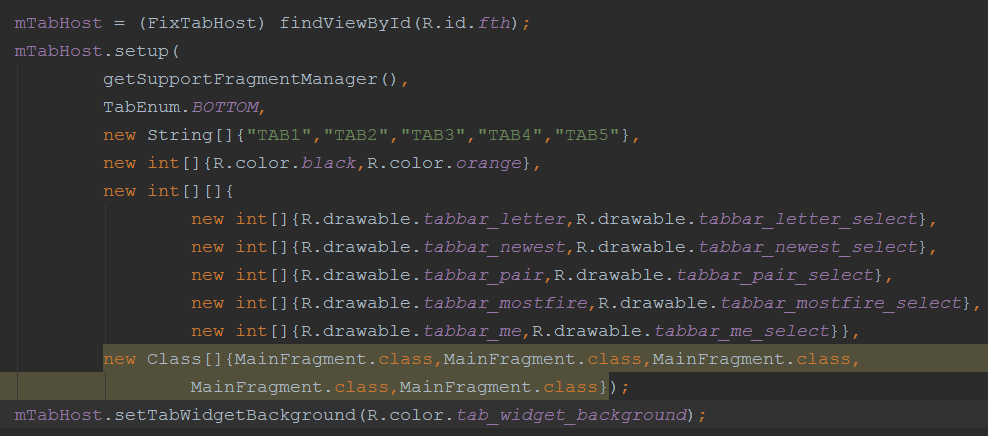 mTabHost = (FixTabHost) findViewById(R.id.fth);
mTabHost.setup(
getSupportFragmentManager(),
TabEnum.BOTTOM,
new String[]{"TAB1","TAB2","TAB3","TAB4","TAB5"},
new int[]{R.color.black,R.color.orange},
new int[][]{
new int[]{R.drawable.tabbar_letter,R.drawable.tabbar_letter_select},
new int[]{R.drawable.tabbar_newest,R.drawable.tabbar_newest_select},
new int[]{R.drawable.tabbar_pair,R.drawable.tabbar_pair_select},
new int[]{R.drawable.tabbar_mostfire,R.drawable.tabbar_mostfire_select},
new int[]{R.drawable.tabbar_me,R.drawable.tabbar_me_select}},
new Class[]{MainFragment.class,MainFragment.class,MainFragment.class,
MainFragment.class,MainFragment.class});
mTabHost.setTabWidgetBackground(R.color.tab_widget_background);